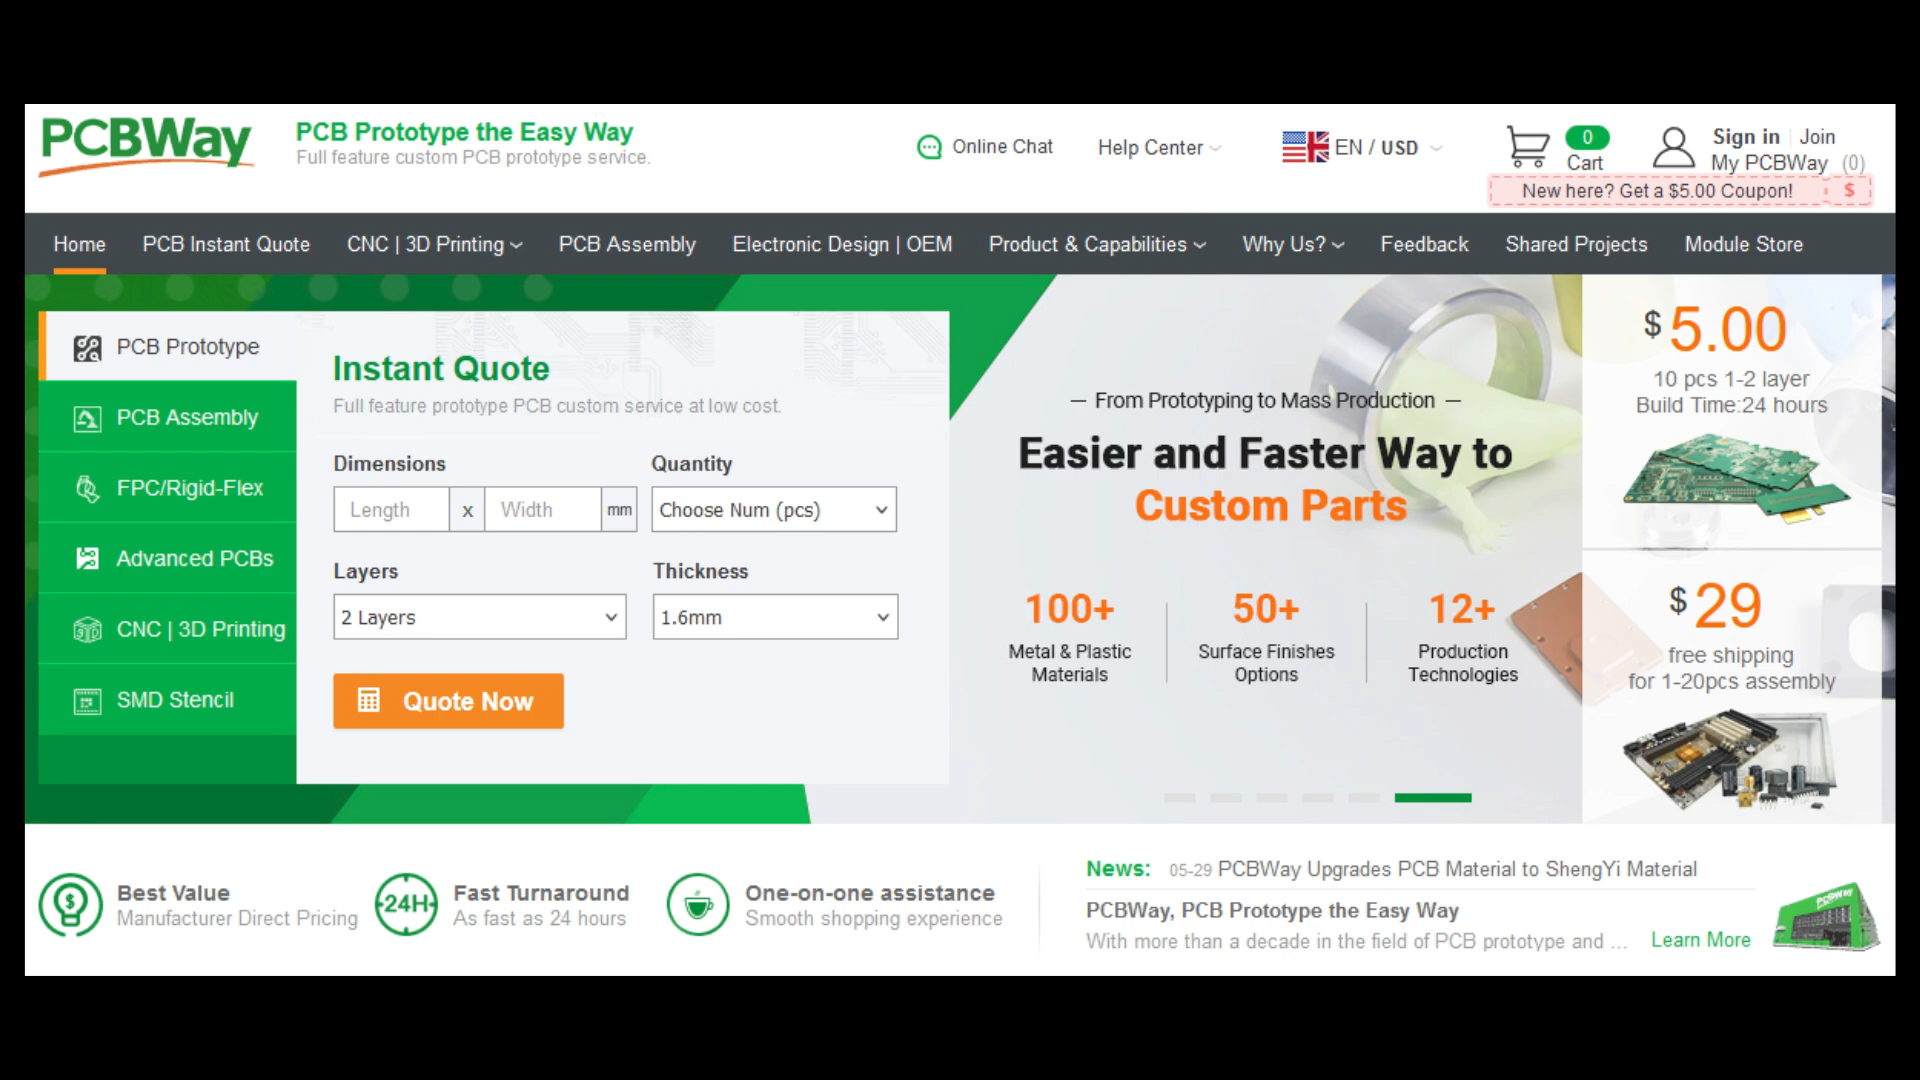 PCBWay
PCB Prototype the Easy Way
Full feature custom PCB prototype service.
Online Chat
Help Center
EN / USD
0
Cart
Sign in | Join
My PCBWay (0)
New here? Get a $5.00 Coupon! $
Home
PCB Instant Quote
CNC | 3D Printing
PCB Assembly
Electronic Design | OEM
Product & Capabilities
Why Us?
Feedback
Shared Projects
Module Store
PCB Prototype
PCB Assembly
FPC/Rigid-Flex
Advanced PCBs
CNC | 3D Printing
SMD Stencil
Instant Quote
Full feature prototype PCB custom service at low cost.
Dimensions
Quantity
Length x Width mm
Choose Num (pcs)
Layers
Thickness
2 Layers
1.6mm
Quote Now
— From Prototyping to Mass Production —
Easier and Faster Way to
Custom Parts
100+
Metal & Plastic
Materials
50+
Surface Finishes
Options
12+
Production
Technologies
$ 5.00
10 pcs 1-2 layer
Build Time:24 hours
$ 29
free shipping
for 1-20pcs assembly
Best Value
Manufacturer Direct Pricing
24H
Fast Turnaround
As fast as 24 hours
One-on-one assistance
Smooth shopping experience
News: 05-29 PCBWay Upgrades PCB Material to ShengYi Material
PCBWay, PCB Prototype the Easy Way
With more than a decade in the field of PCB prototype and ... Learn More
PCBWay